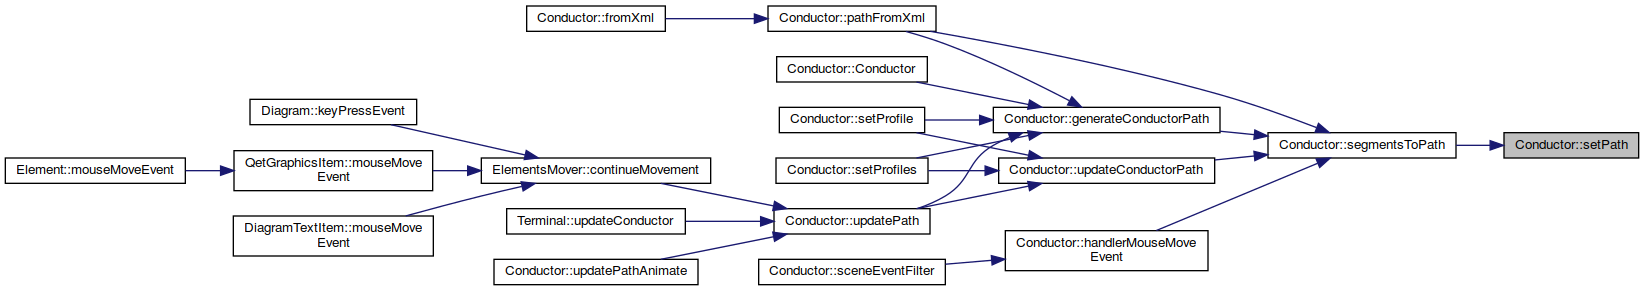 Conductor::fromXml
Conductor::pathFromXml
Conductor::Conductor
Diagram::keyPressEvent
Conductor::setProfile
Conductor::generateConductorPath
Conductor::segmentsToPath
Conductor::setPath
Element::mouseMoveEvent
QetGraphicsItem::mouseMove
Event
ElementsMover::continueMovement
Conductor::setProfiles
Conductor::updateConductorPath
DiagramTextItem::mouseMove
Event
Terminal::updateConductor
Conductor::updatePath
Conductor::updatePathAnimate
Conductor::sceneEventFilter
Conductor::handlerMouseMove
Event